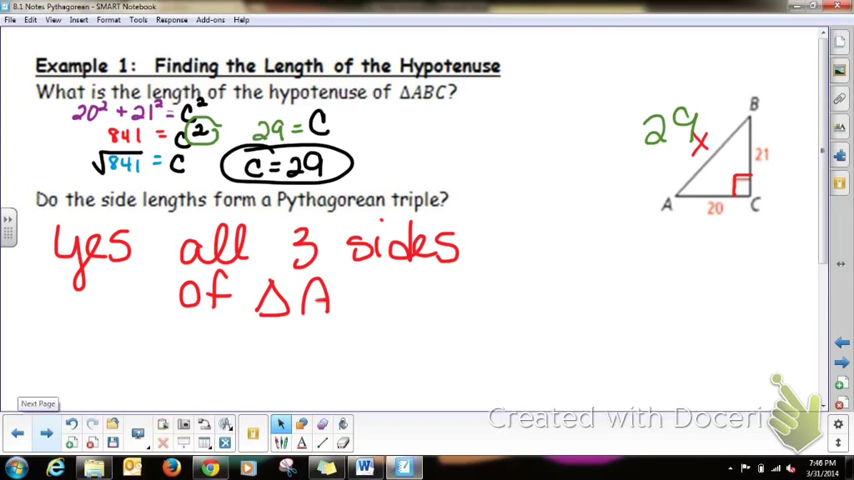 B.1 Notes Pythagorean - SMART Notebook
File Edit View Insert Format Tools Response Add-ons Help
Example 1: Finding the Length of the Hypotenuse
What is the length of the hypotenuse of ΔABC?
20² + 21² = C²
841 = C²
29 = C
√841 = C
C = 29
B
29
x
21
A
20
C
Do the side lengths form a Pythagorean triple?
Yes all 3 sides
of Δ A
Next Page
Created with Doceri
7:46 PM
3/31/2014